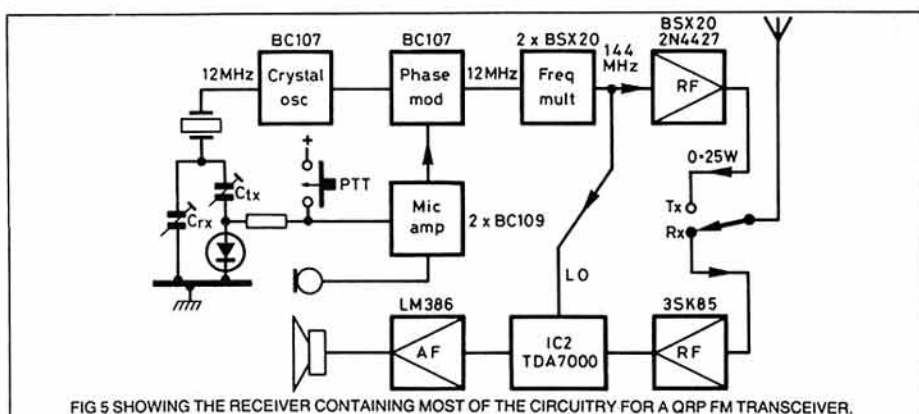 BC107
BC107
2 x BSX20
BSX20
2N4427
12MHz
Crystal
osc
Phase
mod
12MHz
Freq
mult
144
MHz
RF
+
PTT
0·25W
Ctx
Crx
Mic
amp
2 x BC109
Tx
Rx
LO
LM386
3SK85
AF
IC2
TDA7000
RF
FIG 5 SHOWING THE RECEIVER CONTAINING MOST OF THE CIRCUITRY FOR A QRP FM TRANSCEIVER.